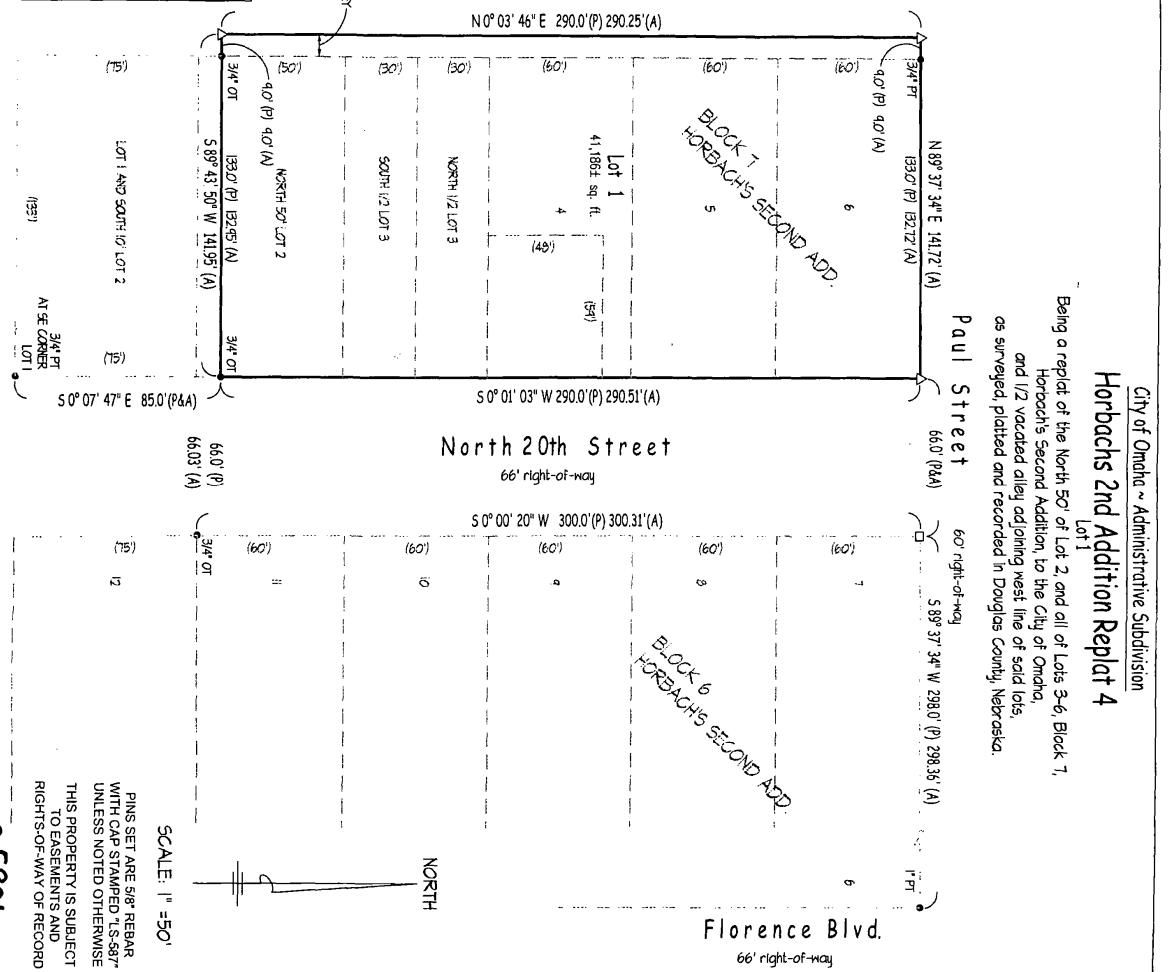 City of Omaha ~ Administrative Subdivision
Horbachs 2nd Addition Replat 4
Lot 1
Being a replat of the North 50' of Lot 2, and all of Lots 3-6, Block 7,
Horbach's Second Addition, to the City of Omaha,
and 1/2 vacated alley adjoining west line of said lots,
as surveyed, platted and recorded in Douglas County, Nebraska.
N 0° 03' 46" E 290.0'(P) 290.25'(A)
(75')
(50')
(30')
(30')
(60')
(60')
(60')
3/4" OT
9.0' (P) 9.0' (A)
3/4" PT
9.0' (P) 9.0' (A)
N 89° 37' 34" E 141.72' (A)
133.0' (P) 132.72' (A)
S 89° 43' 50" W 141.95' (A)
133.0' (P) 132.95' (A)
LOT 1 AND SOUTH 10' LOT 2
NORTH 50' LOT 2
SOUTH 1/2 LOT 3
NORTH 1/2 LOT 3
Lot 1
41,186± sq. ft.
4
5
6
(48')
(59')
BLOCK 7
HORBACH'S SECOND ADD.
(133')
3/4" PT
AT SE CORNER
LOT 1
(75')
3/4" OT
S 0° 07' 47" E 85.0'(P&A)
S 0° 01' 03" W 290.0'(P) 290.51'(A)
Paul Street
60' right-of-way
66.0' (P&A)
66.0' (P)
66.03' (A)
North 20th Street
66' right-of-way
S 0° 00' 20" W 300.0'(P) 300.31'(A)
(75')
3/4" OT
(60')
(60')
(60')
(60')
(60')
12
11
10
9
8
7
S 89° 37' 34" W 298.0' (P) 298.36' (A)
BLOCK 6
HORBACH'S SECOND ADD.
6
1" PT
Florence Blvd.
66' right-of-way
NORTH
SCALE: 1" =50'
PINS SET ARE 5/8" REBAR
WITH CAP STAMPED "LS-587"
UNLESS NOTED OTHERWISE
THIS PROPERTY IS SUBJECT
TO EASEMENTS AND
RIGHTS-OF-WAY OF RECORD